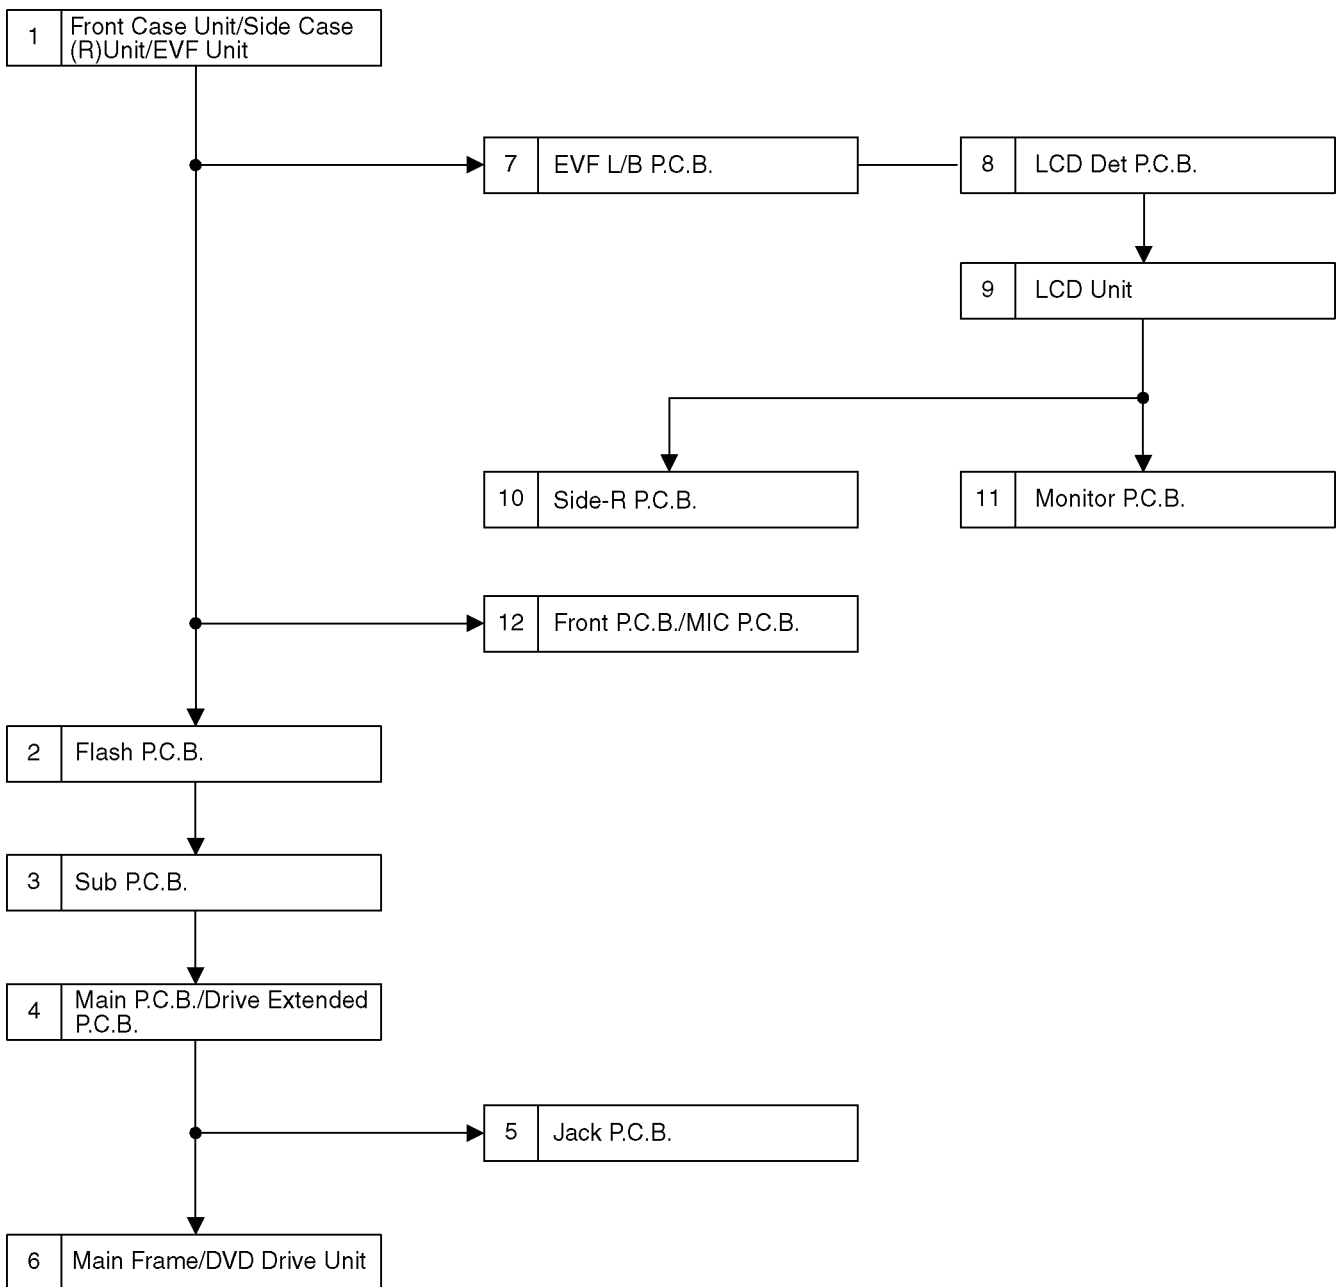 1
Front Case Unit/Side Case
(R)Unit/EVF Unit
7
EVF L/B P.C.B.
8
LCD Det P.C.B.
9
LCD Unit
10
Side-R P.C.B.
11
Monitor P.C.B.
12
Front P.C.B./MIC P.C.B.
2
Flash P.C.B.
3
Sub P.C.B.
4
Main P.C.B./Drive Extended
P.C.B.
5
Jack P.C.B.
6
Main Frame/DVD Drive Unit